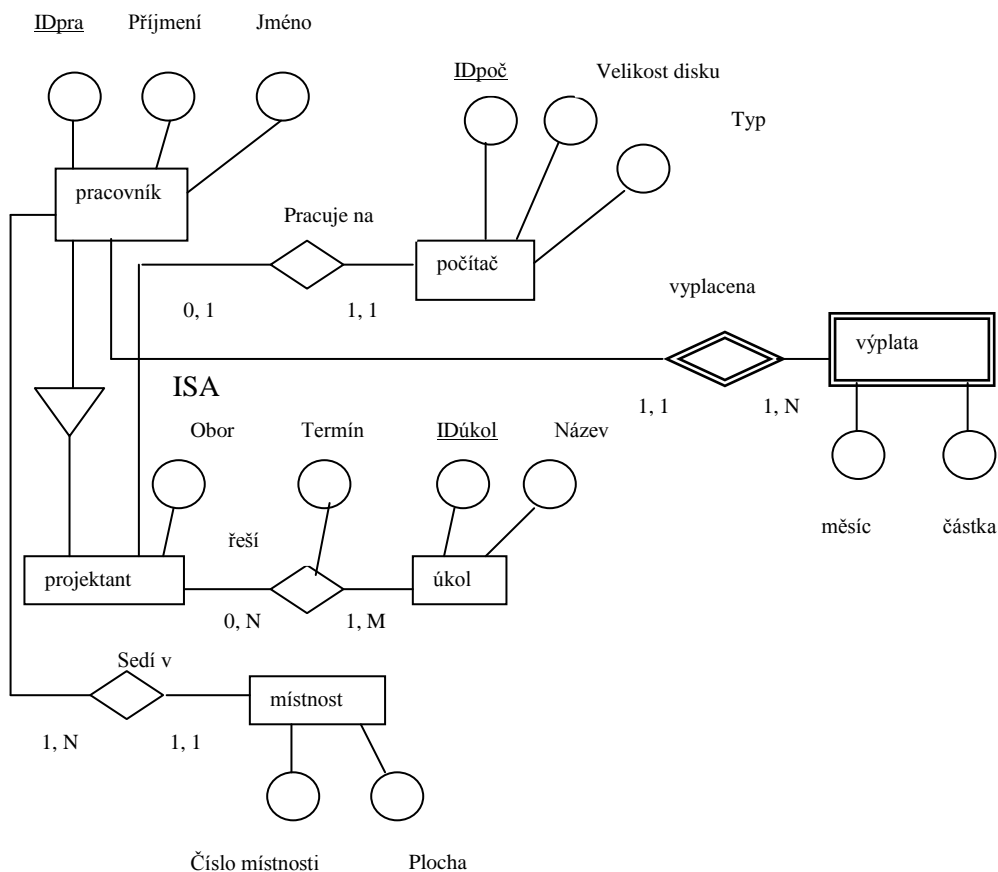 IDpra Příjmení Jméno
IDpoč Velikost disku
Typ
pracovník
Pracuje na
počítač
0, 1 1, 1
vyplacena
výplata
ISA
1, 1 1, N
Obor Termín IDúkol Název
měsíc částka
řeší
projektant
úkol
0, N 1, M
Sedí v
místnost
1, N 1, 1
Číslo místnosti Plocha